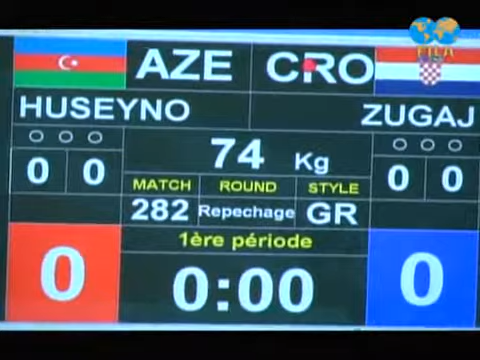 FILA
AZE CRO
HUSEYNO ZUGAJ
74 Kg
0 0 0 0
MATCH ROUND STYLE
282 Repechage GR
1ère période
0 0:00 0